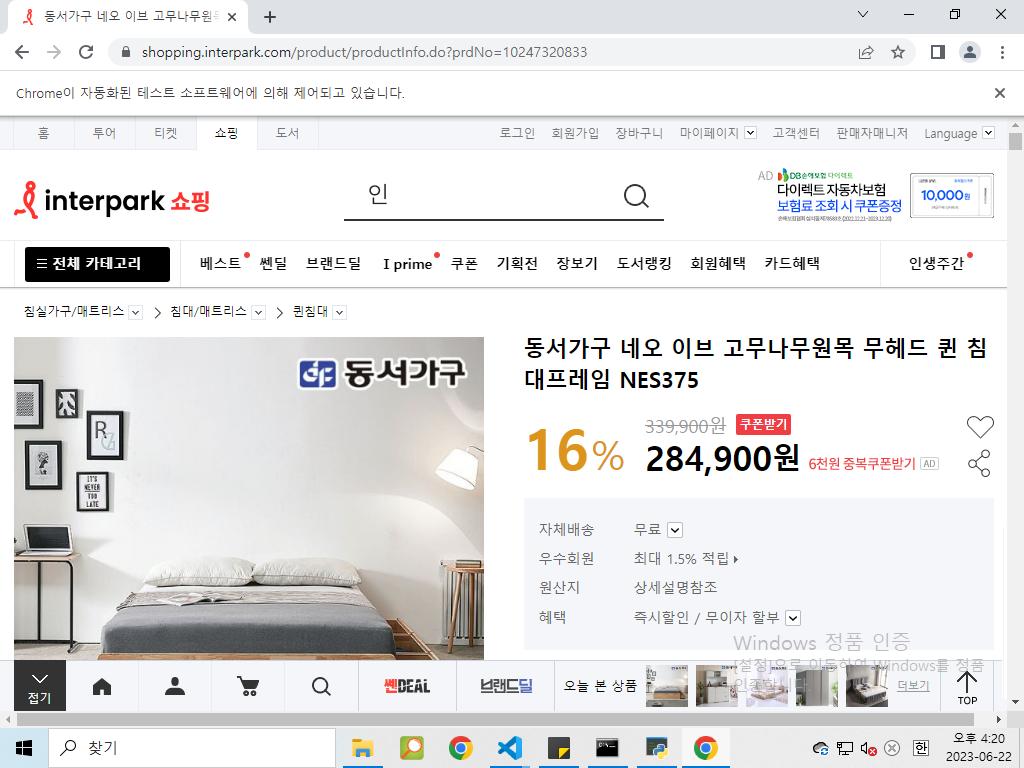 동서가구 네오 이브 고무나무원목
shopping.interpark.com/product/productInfo.do?prdNo=10247320833
Chrome이 자동화된 테스트 소프트웨어에 의해 제어되고 있습니다.
홈 투어 티켓 쇼핑 도서 로그인 회원가입 장바구니 마이페이지 고객센터 판매자매니저 Language
interpark 쇼핑
인
AD DB손해보험 다이렉트
다이렉트 자동차보험
보험료 조회 시 쿠폰증정
10,000원
전체 카테고리 베스트 쎈딜 브랜드딜 I prime 쿠폰 기획전 장보기 도서랭킹 회원혜택 카드혜택 인생주간
침실가구/매트리스 침대/매트리스 퀸침대
동서가구
R
G
IT'S
NEVER
TOO
LATE
동서가구 네오 이브 고무나무원목 무헤드 퀸 침
대프레임 NES375
16% 339,900원 쿠폰받기
284,900원 6천원 중복쿠폰받기 AD
자체배송 무료
우수회원 최대 1.5% 적립
원산지 상세설명참조
혜택 즉시할인 / 무이자 할부
Windows 정품 인증
[설정]으로 이동하여 Windows를 정품
인증합니다.
접기 쎈DEAL 브랜드딜 오늘 본 상품 더보기 TOP
찾기
한
오후 4:20
2023-06-22